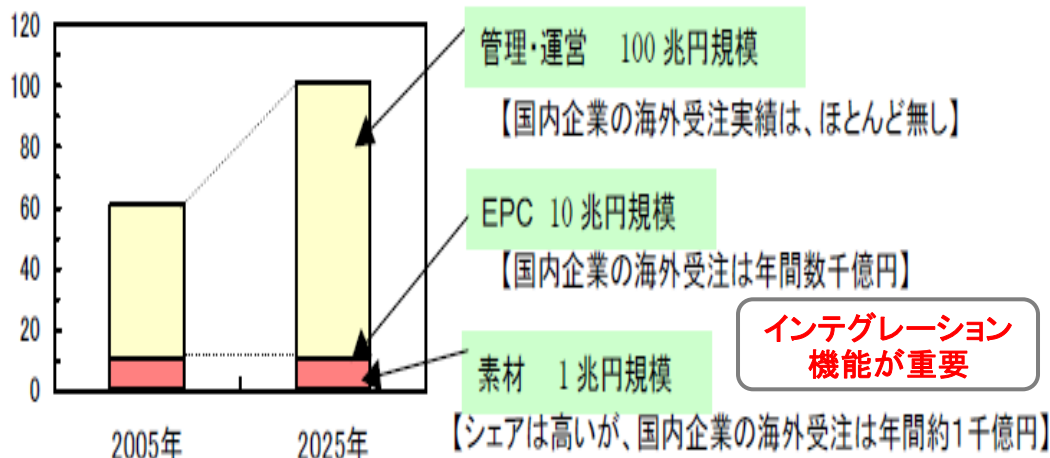 120
100
80
60
40
20
0
2005年
2025年
管理・運営 100兆円規模
【国内企業の海外受注実績は、ほとんど無し】
EPC 10兆円規模
【国内企業の海外受注は年間数千億円】
インテグレーション
機能が重要
素材 1兆円規模
【シェアは高いが、国内企業の海外受注は年間約1千億円】